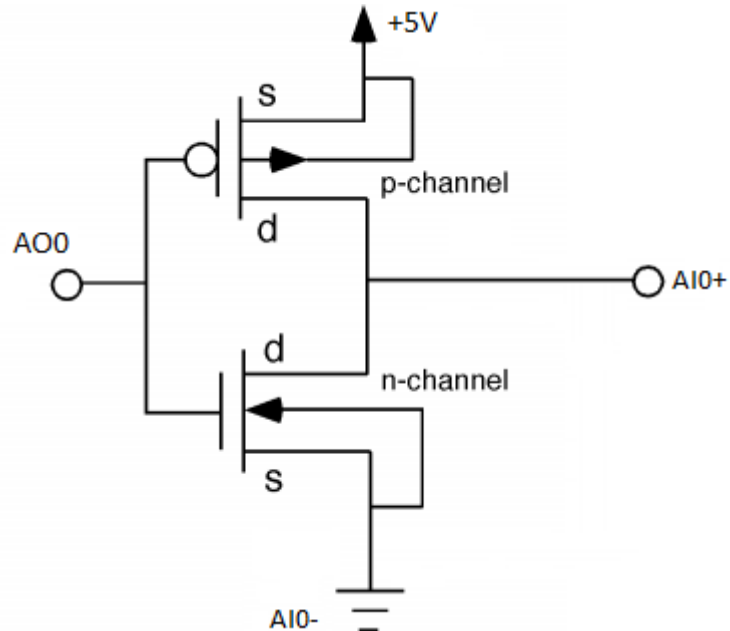 +5V
s
p-channel
d
AO0
AI0+
d
n-channel
s
AI0-